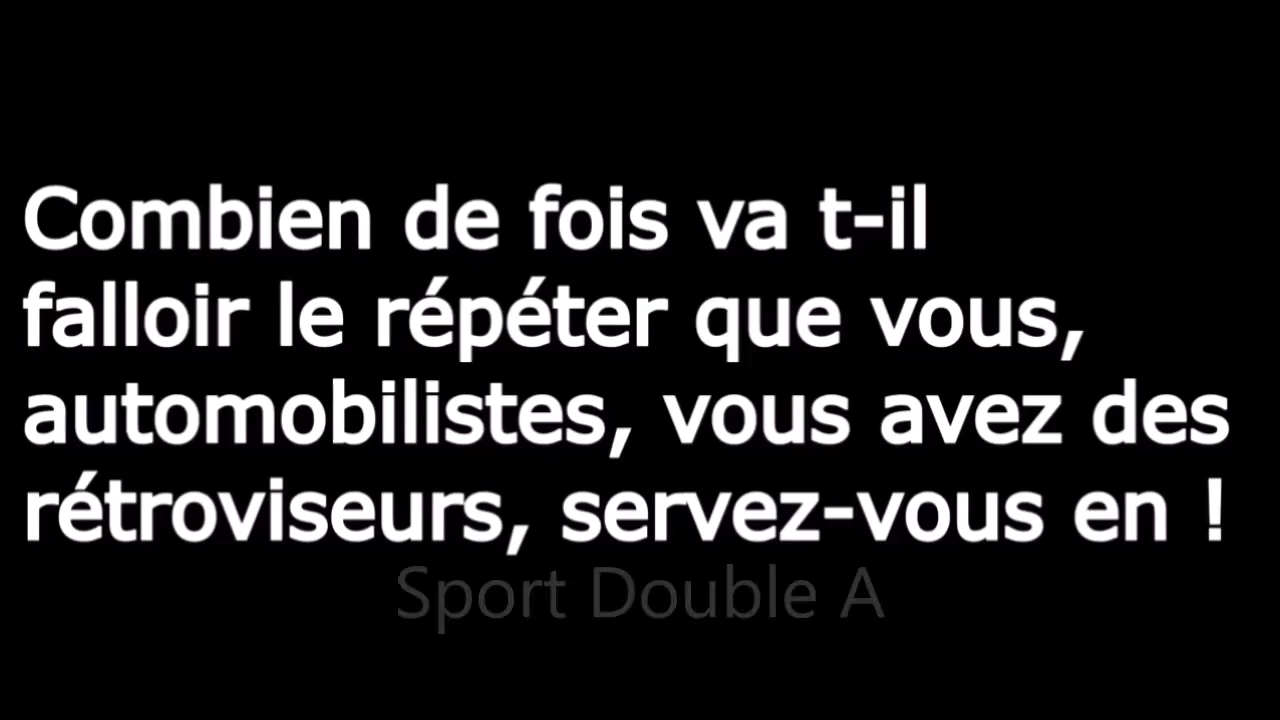 Combien de fois va t-il
falloir le répéter que vous,
automobilistes, vous avez des
rétroviseurs, servez-vous en !
Sport Double A